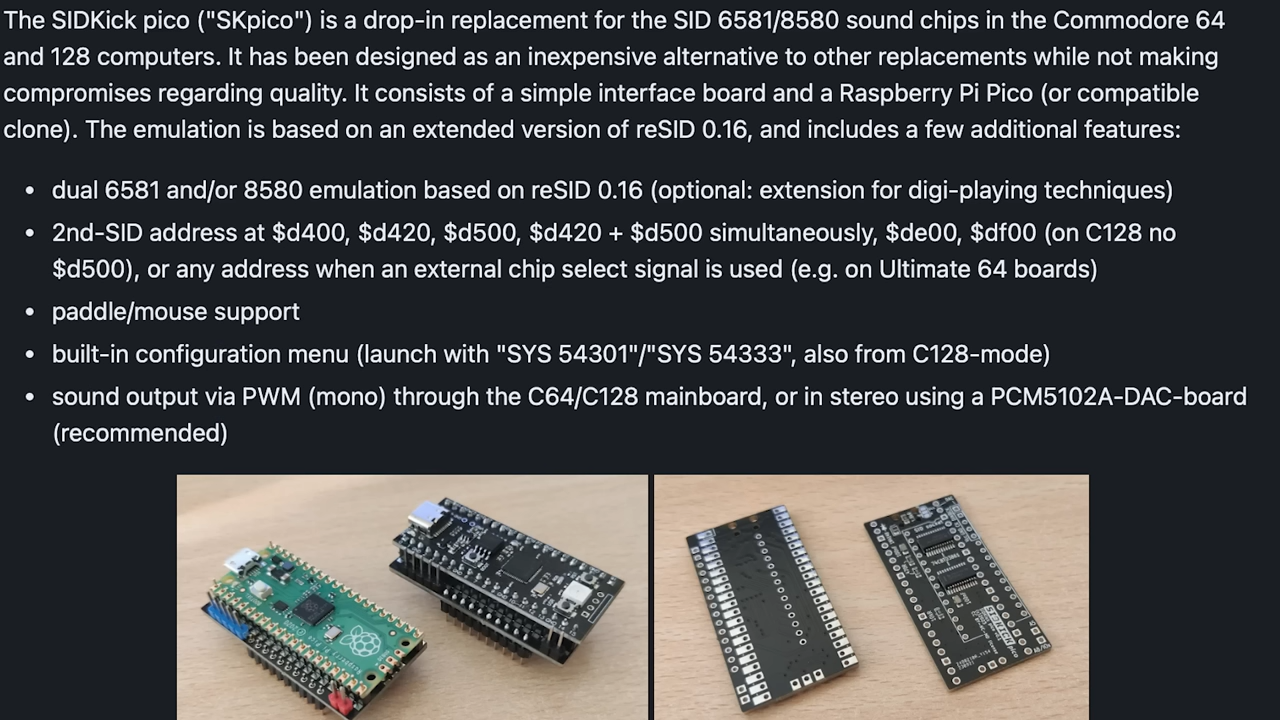 The SIDKick pico ("SKpico") is a drop-in replacement for the SID 6581/8580 sound chips in the Commodore 64
and 128 computers. It has been designed as an inexpensive alternative to other replacements while not making
compromises regarding quality. It consists of a simple interface board and a Raspberry Pi Pico (or compatible
clone). The emulation is based on an extended version of reSID 0.16, and includes a few additional features:
• dual 6581 and/or 8580 emulation based on reSID 0.16 (optional: extension for digi-playing techniques)
• 2nd-SID address at $d400, $d420, $d500, $d420 + $d500 simultaneously, $de00, $df00 (on C128 no
$d500), or any address when an external chip select signal is used (e.g. on Ultimate 64 boards)
• paddle/mouse support
• built-in configuration menu (launch with "SYS 54301"/"SYS 54333", also from C128-mode)
• sound output via PWM (mono) through the C64/C128 mainboard, or in stereo using a PCM5102A-DAC-board
(recommended)